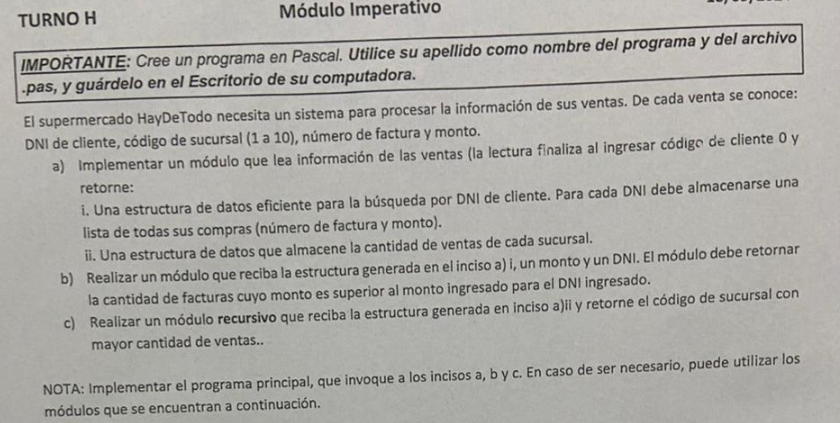 TURNO H
Módulo Imperativo
IMPORTANTE: Cree un programa en Pascal. Utilice su apellido como nombre del programa y del archivo
.pas, y guárdelo en el Escritorio de su computadora.
El supermercado HayDeTodo necesita un sistema para procesar la información de sus ventas. De cada venta se conoce:
DNI de cliente, código de sucursal (1 a 10), número de factura y monto.
a) Implementar un módulo que lea información de las ventas (la lectura finaliza al ingresar código de cliente 0 y
retorne:
i. Una estructura de datos eficiente para la búsqueda por DNI de cliente. Para cada DNI debe almacenarse una
lista de todas sus compras (número de factura y monto).
ii. Una estructura de datos que almacene la cantidad de ventas de cada sucursal.
b) Realizar un módulo que reciba la estructura generada en el inciso a) i, un monto y un DNI. El módulo debe retornar
la cantidad de facturas cuyo monto es superior al monto ingresado para el DNI ingresado.
c) Realizar un módulo recursivo que reciba la estructura generada en inciso a)ii y retorne el código de sucursal con
mayor cantidad de ventas..
NOTA: Implementar el programa principal, que invoque a los incisos a, b y c. En caso de ser necesario, puede utilizar los
módulos que se encuentran a continuación.